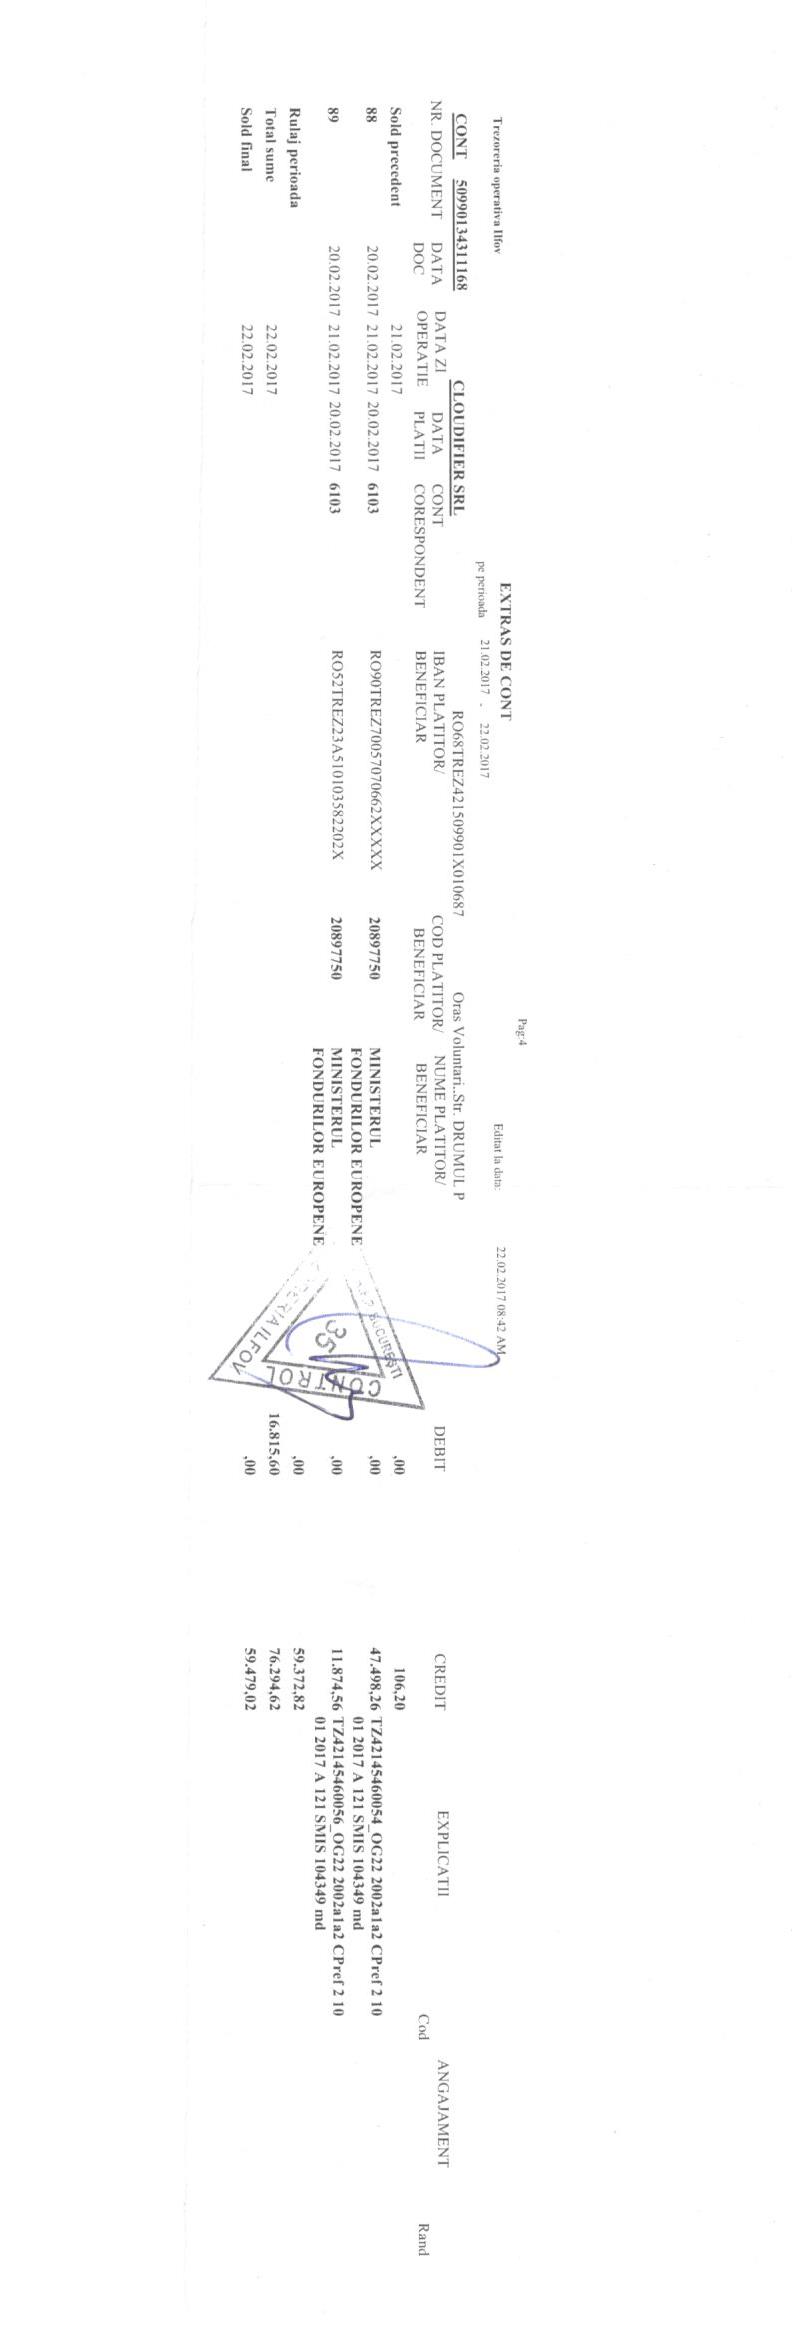 Pag:4
Trezoreria operativa Ilfov EXTRAS DE CONT Editat la data: 22.02.2017 08:42 AM
pe perioada 21.02.2017 - 22.02.2017
CONT 50990134311168 CLOUDIFIER SRL RO68TREZ421509901X010687 Oras Voluntari..Str. DRUMUL P
NR. DOCUMENT DATA DATA ZI DATA CONT IBAN PLATITOR/ COD PLATITOR/ NUME PLATITOR/ DEBIT CREDIT EXPLICATII ANGAJAMENT
DOC OPERATIE PLATII CORESPONDENT BENEFICIAR BENEFICIAR BENEFICIAR Cod Rand
Sold precedent 21.02.2017 ,00 106,20
88 20.02.2017 21.02.2017 20.02.2017 6103 RO90TREZ70057070662XXXXX 20897750 MINISTERUL ,00 47.498,26 TZ42145460054_OG22 2002a1a2 CPref 2 10
FONDURILOR EUROPENE 01 2017 A 121 SMIS 104349 md
89 20.02.2017 21.02.2017 20.02.2017 6103 RO52TREZ23A510103582202X 20897750 MINISTERUL ,00 11.874,56 TZ42145460056_OG22 2002a1a2 CPref 2 10
FONDURILOR EUROPENE 01 2017 A 121 SMIS 104349 md
Rulaj perioada ,00 59.372,82
Total sume 22.02.2017 16.815,60 76.294,62
Sold final 22.02.2017 ,00 59.479,02
BUCUREŞTI
35
CONTROL
ILFOV